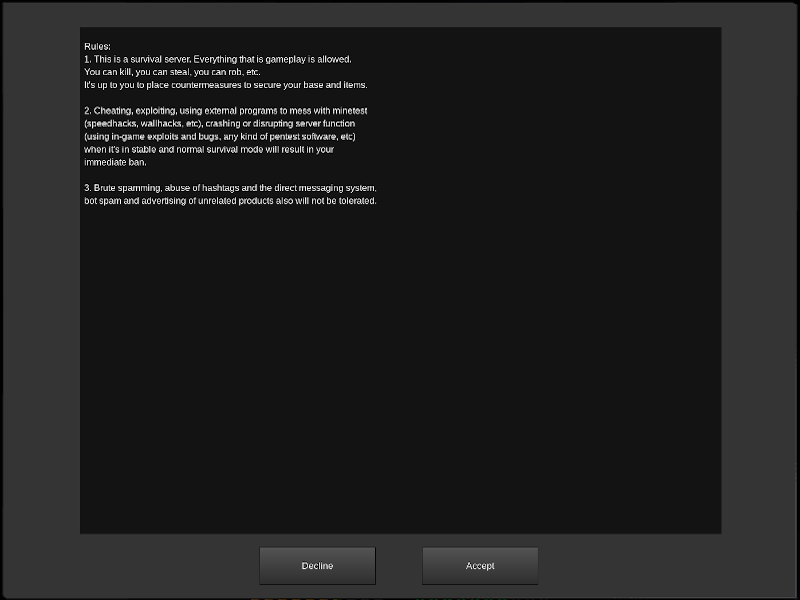 Rules:
1. This is a survival server. Everything that is gameplay is allowed.
You can kill, you can steal, you can rob, etc.
It's up to you to place countermeasures to secure your base and items.
2. Cheating, exploiting, using external programs to mess with minetest
(speedhacks, wallhacks, etc), crashing or disrupting server function
(using in-game exploits and bugs, any kind of pentest software, etc)
when it's in stable and normal survival mode will result in your
immediate ban.
3. Brute spamming, abuse of hashtags and the direct messaging system,
bot spam and advertising of unrelated products also will not be tolerated.
Decline
Accept